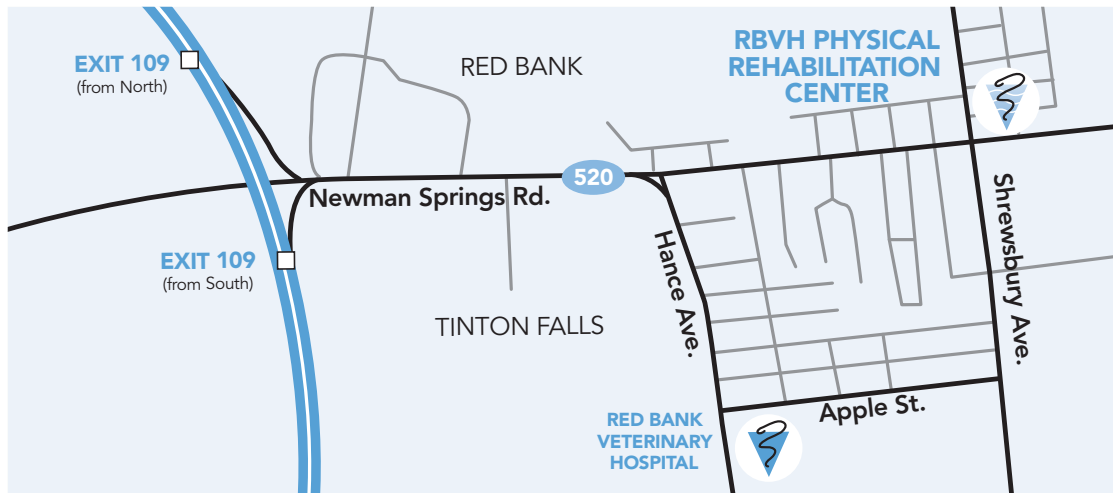 EXIT 109
(from North)
RED BANK
RBVH PHYSICAL
REHABILITATION
CENTER
520
Newman Springs Rd.
EXIT 109
(from South)
Hance Ave.
Shrewsbury Ave.
TINTON FALLS
Apple St.
RED BANK
VETERINARY
HOSPITAL